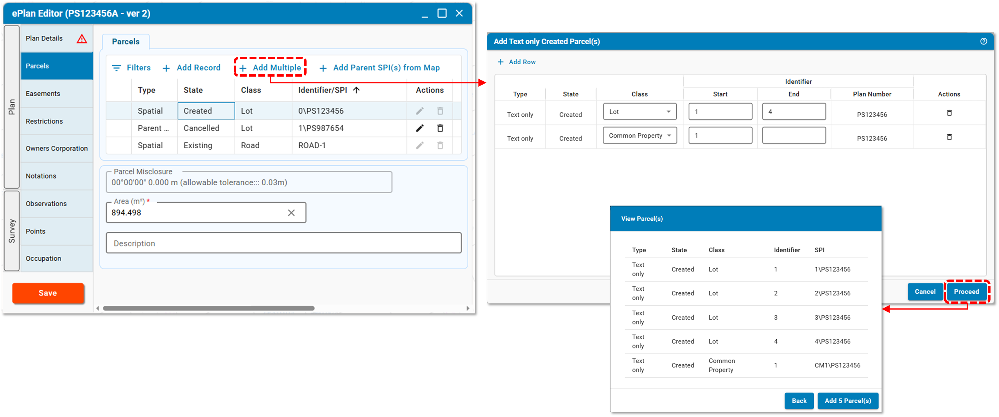 ePlan Editor (PS123456A - ver 2)
Plan
Survey
Plan Details
Parcels
Easements
Restrictions
Owners Corporation
Notations
Observations
Points
Occupation
Save
Parcels
Filters + Add Record + Add Multiple + Add Parent SPI(s) from Map
Type State Class Identifier/SPI Actions
Spatial Created Lot 0\PS123456
Parent ... Cancelled Lot 1\PS987654
Spatial Existing Road ROAD-1
Parcel Misclosure
00°00'00" 0.000 m (allowable tolerance::: 0.03m)
Area (m²) *
894.498
Description
Add Text only Created Parcel(s)
+ Add Row
Identifier
Type State Class Start End Plan Number Actions
Text only Created Lot 1 4 PS123456
Text only Created Common Property 1 PS123456
Cancel Proceed
View Parcel(s)
Type State Class Identifier SPI
Text only Created Lot 1 1\PS123456
Text only Created Lot 2 2\PS123456
Text only Created Lot 3 3\PS123456
Text only Created Lot 4 4\PS123456
Text only Created Common Property 1 CM1\PS123456
Back Add 5 Parcel(s)